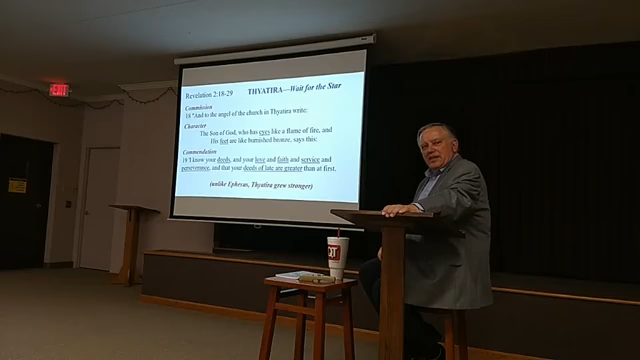 EXIT
Revelation 2:18-29 THYATIRA—Wait for the Star
Commission
18 "And to the angel of the church in Thyatira write:
Character
The Son of God, who has eyes like a flame of fire, and
His feet are like burnished bronze, says this:
Commendation
19 'I know your deeds, and your love and faith and service and
perseverance, and that your deeds of late are greater than at first.
(unlike Ephesus, Thyatira grew stronger)
QT